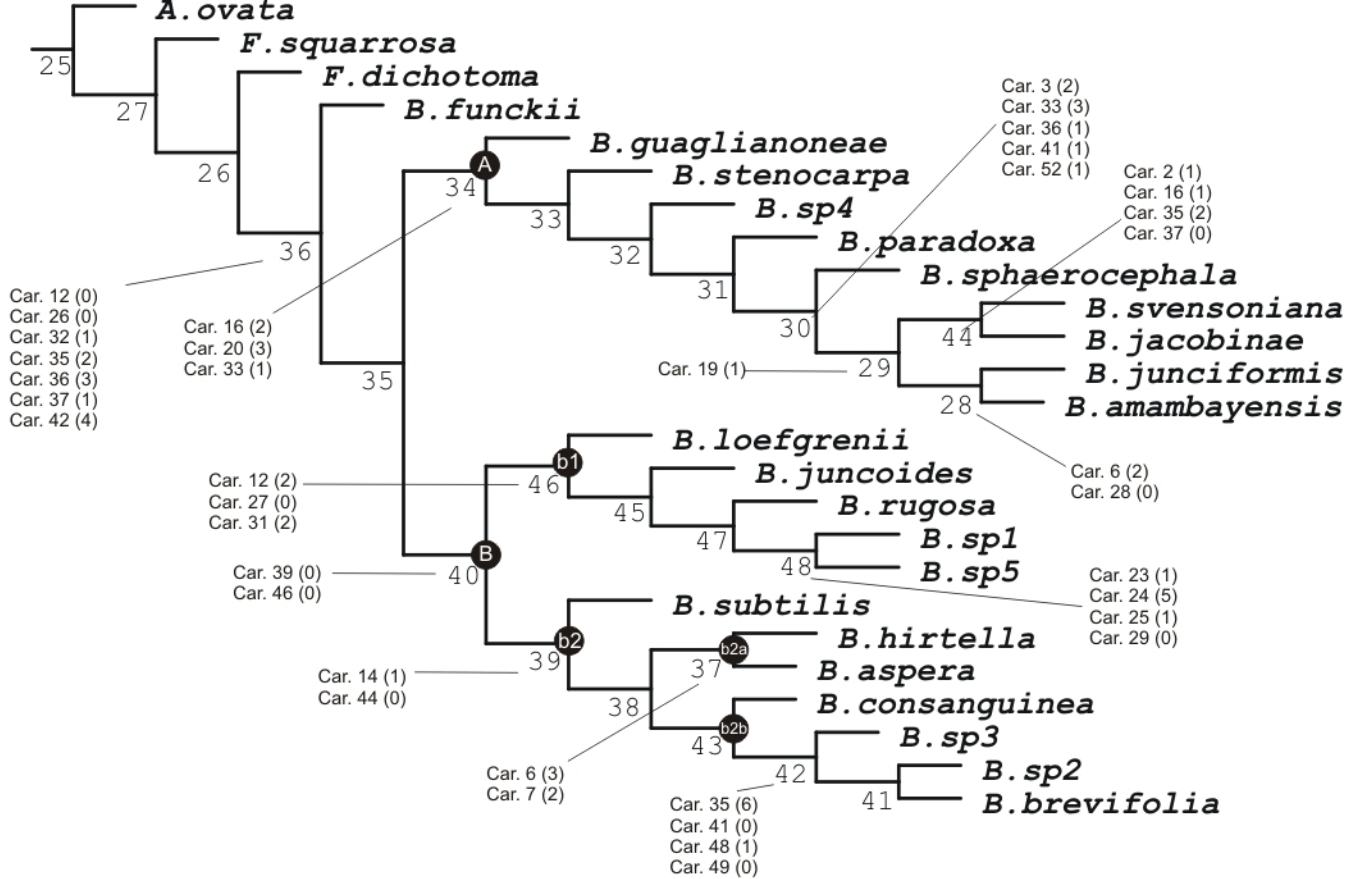 A.ovata
25
F.squarrosa
27
F.dichotoma
26
B.funckii
36
Car. 12 (0)
Car. 26 (0)
Car. 32 (1)
Car. 35 (2)
Car. 36 (3)
Car. 37 (1)
Car. 42 (4)
A
34
B.guaglianoneae
33
B.stenocarpa
32
B.sp4
31
B.paradoxa
30
B.sphaerocephala
Car. 3 (2)
Car. 33 (3)
Car. 36 (1)
Car. 41 (1)
Car. 52 (1)
Car. 2 (1)
Car. 16 (1)
Car. 35 (2)
Car. 37 (0)
44
B.svensoniana
B.jacobinae
Car. 16 (2)
Car. 20 (3)
Car. 33 (1)
35
Car. 19 (1)
29
28
B.junciformis
B.amambayensis
Car. 6 (2)
Car. 28 (0)
b1
46
B.loefgrenii
Car. 12 (2)
Car. 27 (0)
Car. 31 (2)
45
B.juncoides
47
B.rugosa
48
B.sp1
B.sp5
Car. 23 (1)
Car. 24 (5)
Car. 25 (1)
Car. 29 (0)
B
40
Car. 39 (0)
Car. 46 (0)
b2
39
B.subtilis
Car. 14 (1)
Car. 44 (0)
38
b2a
37
B.hirtella
B.aspera
Car. 6 (3)
Car. 7 (2)
b2b
43
B.consanguinea
42
B.sp3
41
B.sp2
B.brevifolia
Car. 35 (6)
Car. 41 (0)
Car. 48 (1)
Car. 49 (0)